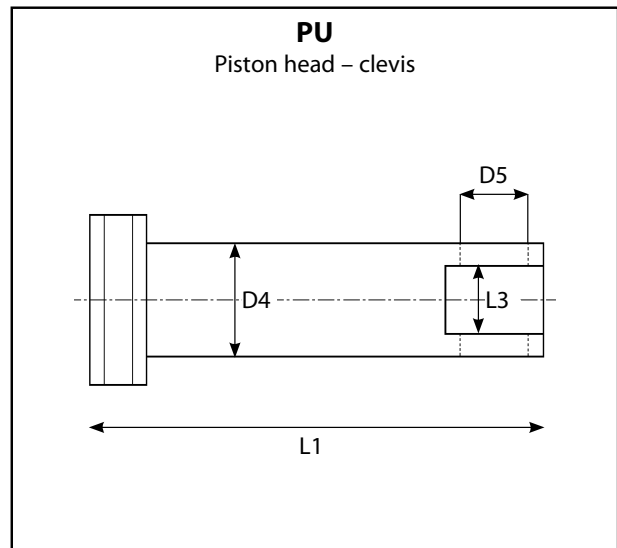 PU
Piston head – clevis
D5
D4
L3
L1